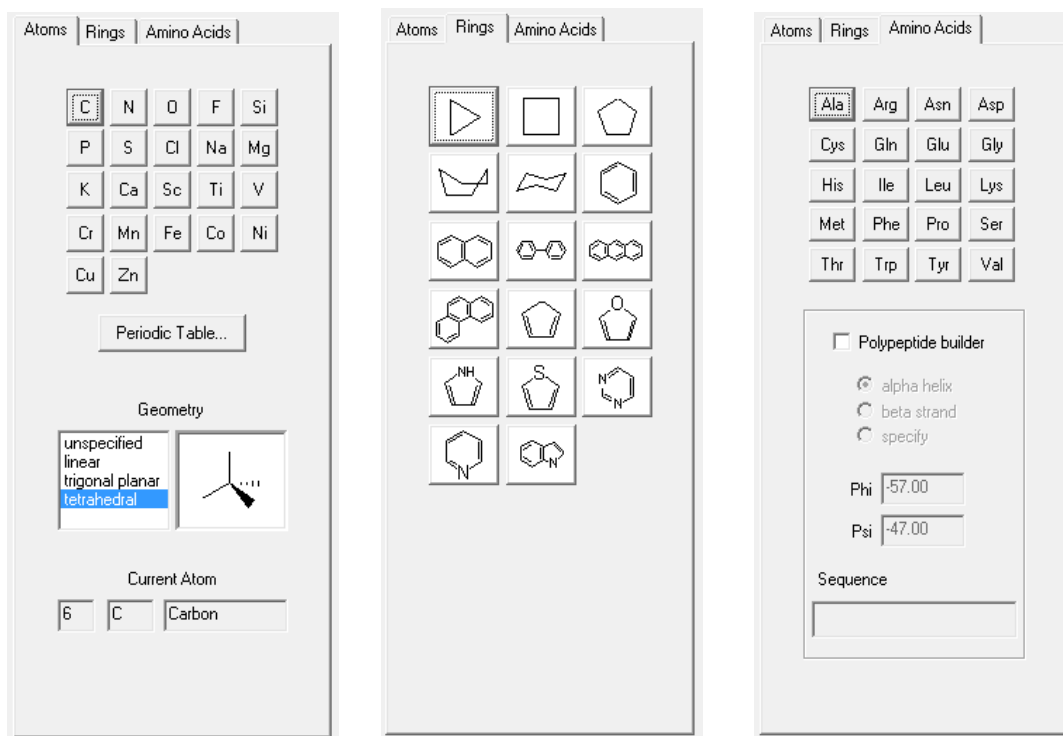 Atoms Rings Amino Acids
C N O F Si
P S Cl Na Mg
K Ca Sc Ti V
Cr Mn Fe Co Ni
Cu Zn
Periodic Table...
Geometry
unspecified
linear
trigonal planar
tetrahedral
Current Atom
6 C Carbon
Atoms Rings Amino Acids
O
NH S N
N
N N
Atoms Rings Amino Acids
Ala Arg Asn Asp
Cys Gln Glu Gly
His Ile Leu Lys
Met Phe Pro Ser
Thr Trp Tyr Val
Polypeptide builder
alpha helix
beta strand
specify
Phi -57.00
Psi -47.00
Sequence